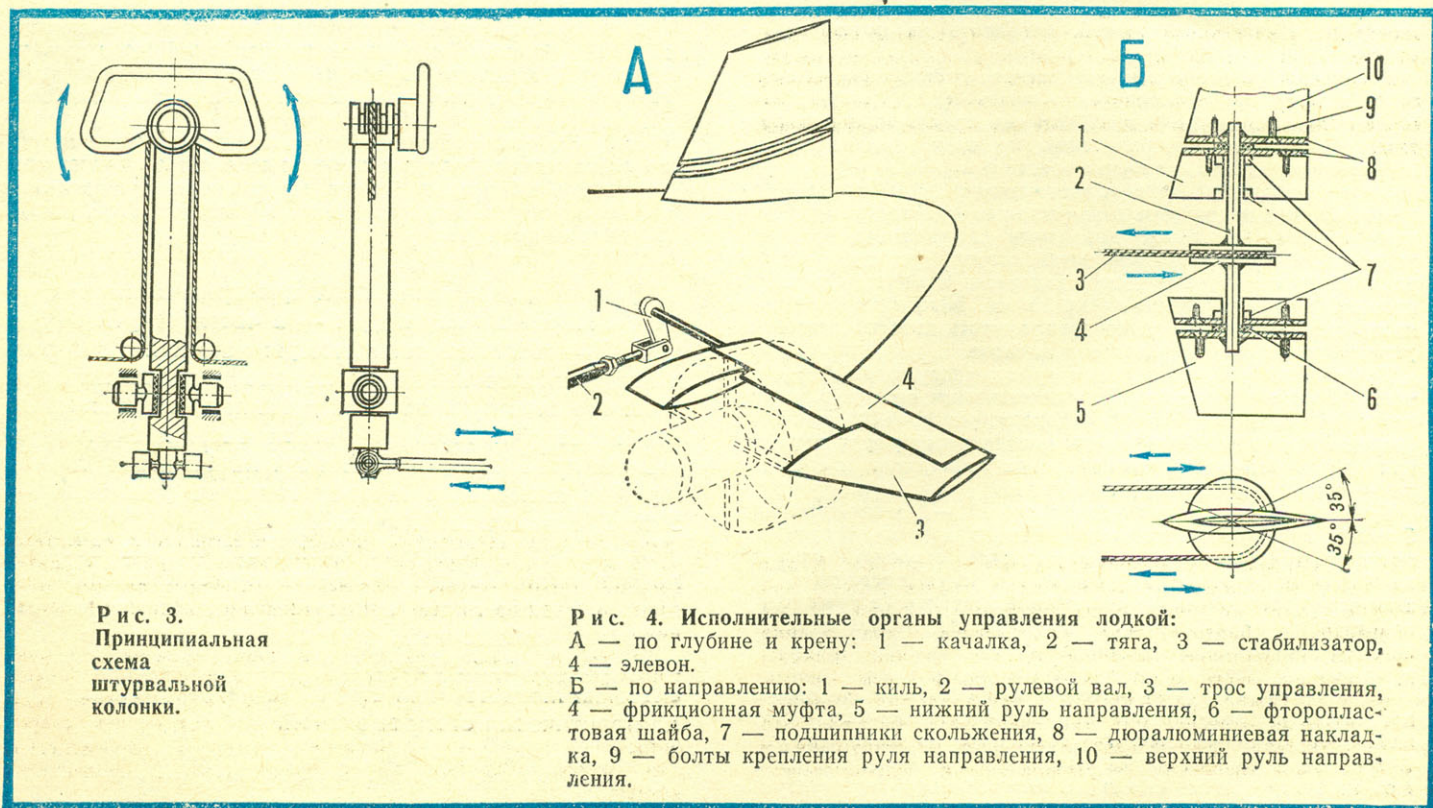 А
Б
10
9
1
8
2
3
7
4
1
2
4
5
6
3
35°
35°
Рис. 3.
Принципиальная
схема
штурвальной
колонки.
Рис. 4. Исполнительные органы управления лодкой:
А — по глубине и крену: 1 — качалка, 2 — тяга, 3 — стабилизатор,
4 — элевон.
Б — по направлению: 1 — киль, 2 — рулевой вал, 3 — трос управления,
4 — фрикционная муфта, 5 — нижний руль направления, 6 — фтороплас-
товая шайба, 7 — подшипники скольжения, 8 — дюралюминиевая наклад-
ка, 9 — болты крепления руля направления, 10 — верхний руль направ-
ления.